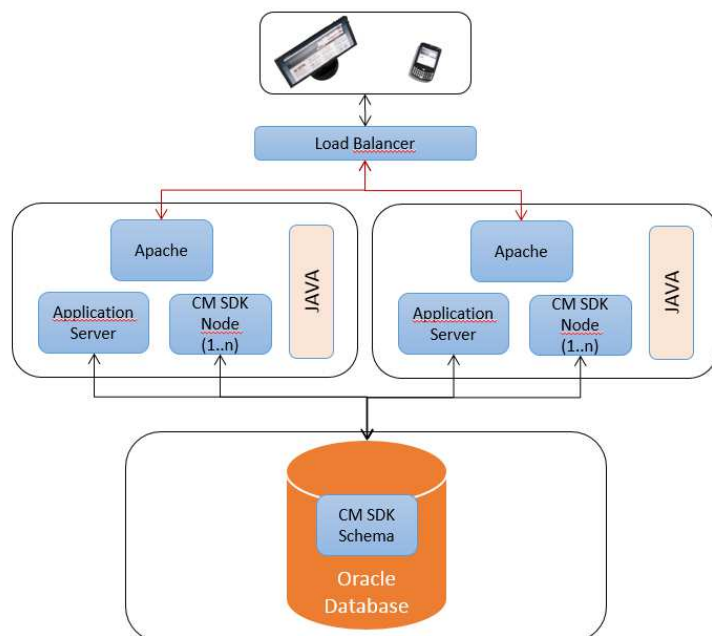 Load Balancer
Apache
JAVA
Application
Server
CM SDK
Node
(1..n)
Apache
JAVA
Application
Server
CM SDK
Node
(1..n)
CM SDK
Schema
Oracle
Database